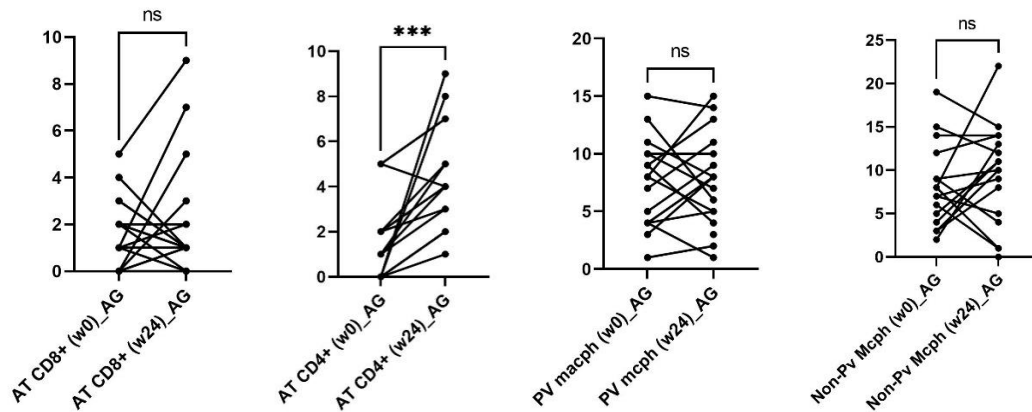 ns
10
8
6
4
2
0
AT CD8+ (w0)_AG
AT CD8+ (w24)_AG
***
10
8
6
4
2
0
AT CD4+ (w0)_AG
AT CD4+ (w24)_AG
ns
20
15
10
5
0
PV macph (w0)_AG
PV mcph (w24)_AG
ns
25
20
15
10
5
0
Non-Pv Mcph (w0)_AG
Non-Pv Mcph (w24)_AG